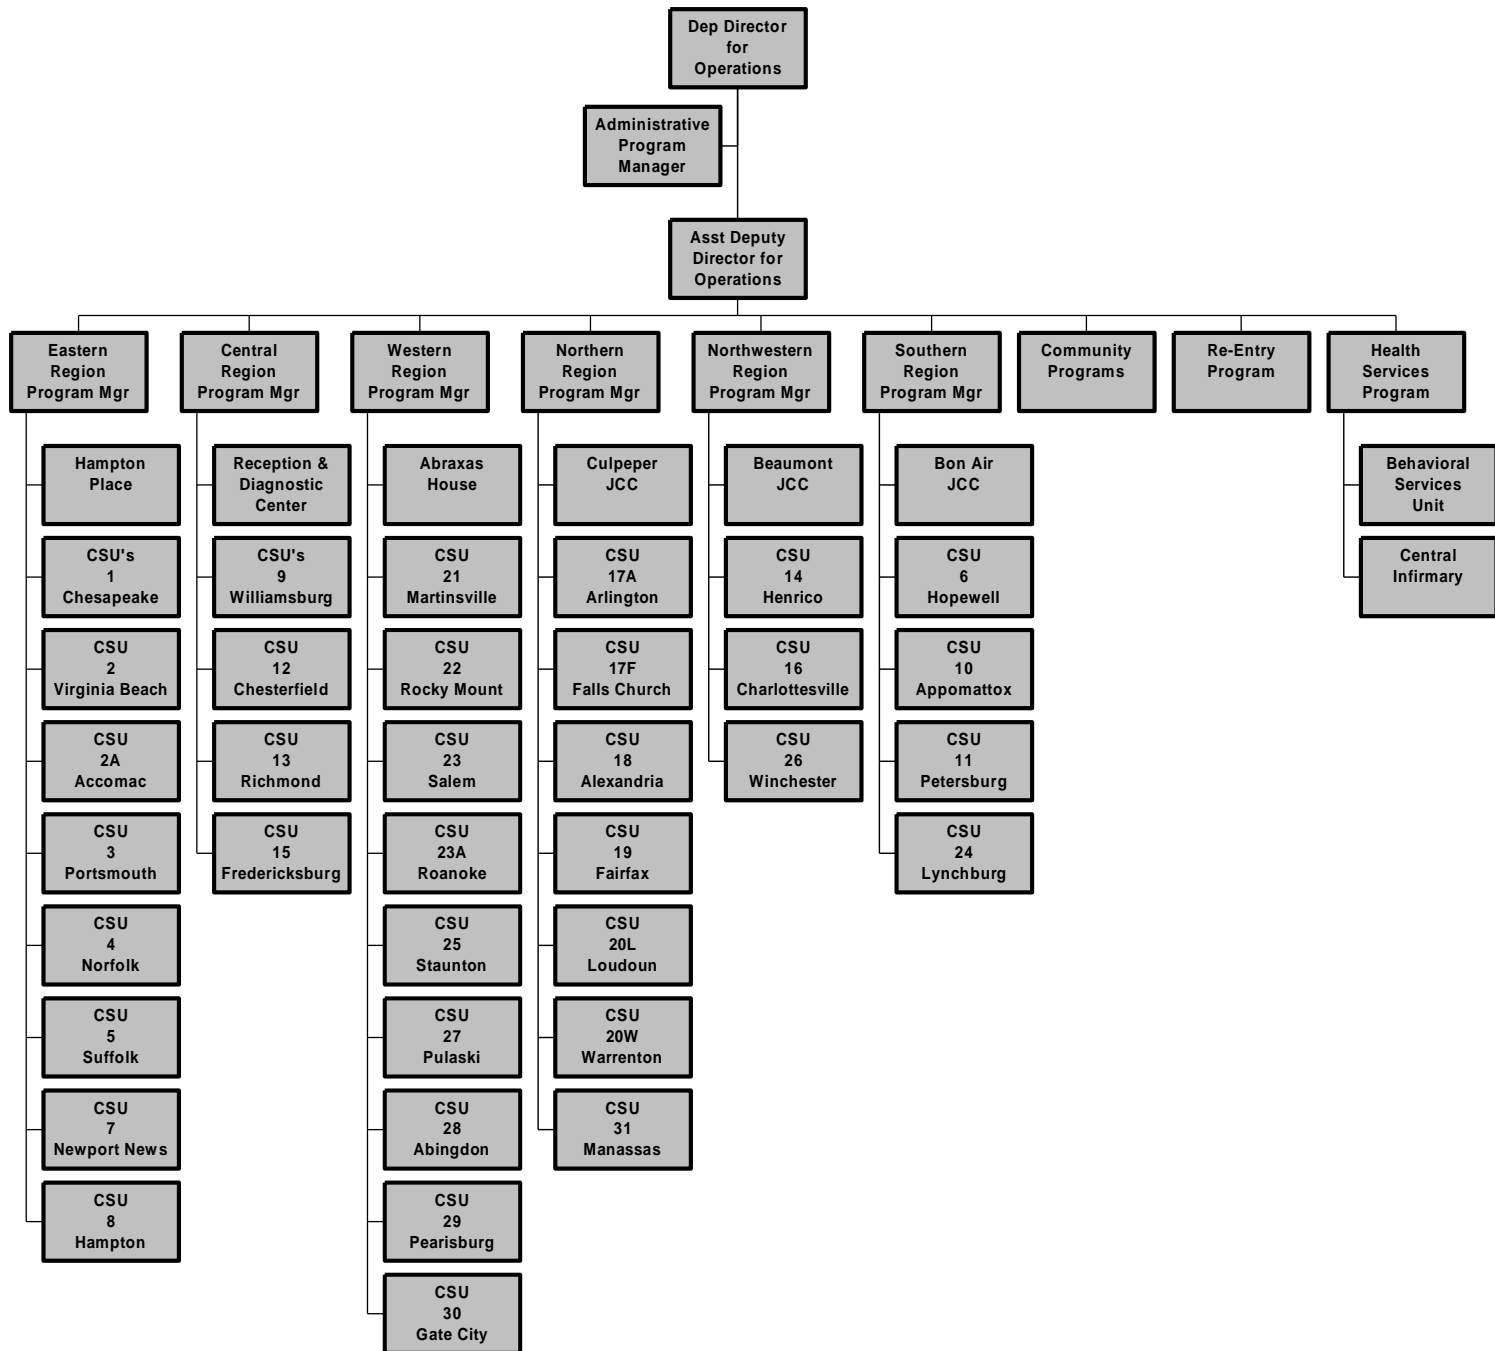 Dep Director
for
Operations
Administrative
Program
Manager
Asst Deputy
Director for
Operations
Eastern
Region
Program Mgr
Central
Region
Program Mgr
Western
Region
Program Mgr
Northern
Region
Program Mgr
Northwestern
Region
Program Mgr
Southern
Region
Program Mgr
Community
Programs
Re-Entry
Program
Health
Services
Program
Hampton
Place
CSU's
1
Chesapeake
CSU
2
Virginia Beach
CSU
2A
Accomac
CSU
3
Portsmouth
CSU
4
Norfolk
CSU
5
Suffolk
CSU
7
Newport News
CSU
8
Hampton
Reception &
Diagnostic
Center
CSU's
9
Williamsburg
CSU
12
Chesterfield
CSU
13
Richmond
CSU
15
Fredericksburg
Abraxas
House
CSU
21
Martinsville
CSU
22
Rocky Mount
CSU
23
Salem
CSU
23A
Roanoke
CSU
25
Staunton
CSU
27
Pulaski
CSU
28
Abingdon
CSU
29
Pearisburg
CSU
30
Gate City
Culpeper
JCC
CSU
17A
Arlington
CSU
17F
Falls Church
CSU
18
Alexandria
CSU
19
Fairfax
CSU
20L
Loudoun
CSU
20W
Warrenton
CSU
31
Manassas
Beaumont
JCC
CSU
14
Henrico
CSU
16
Charlottesville
CSU
26
Winchester
Bon Air
JCC
CSU
6
Hopewell
CSU
10
Appomattox
CSU
11
Petersburg
CSU
24
Lynchburg
Behavioral
Services
Unit
Central
Infirmary